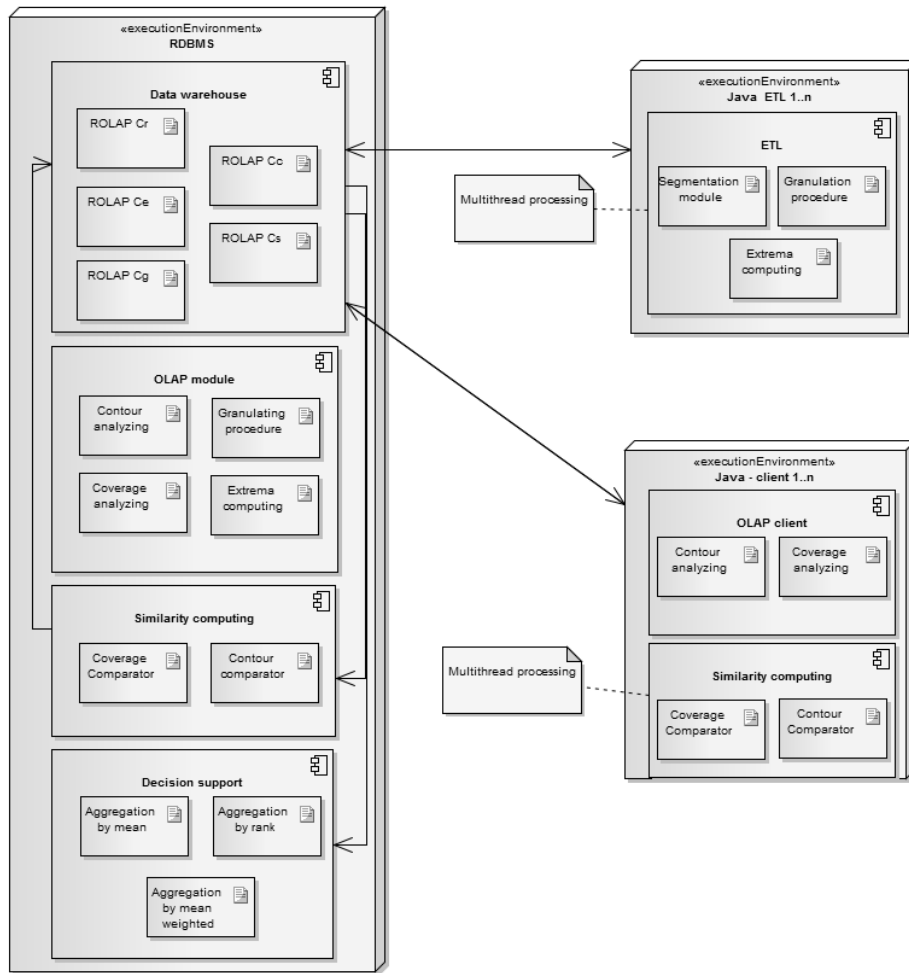 «executionEnvironment»
RDBMS
Data warehouse
ROLAP Cr
ROLAP Cc
ROLAP Ce
ROLAP Cs
ROLAP Cg
OLAP module
Contour
analyzing
Granulating
procedure
Coverage
analyzing
Extrema
computing
Similarity computing
Coverage
Comparator
Contour
comparator
Decision support
Aggregation
by mean
Aggregation
by rank
Aggregation
by mean
weighted
«executionEnvironment»
Java ETL 1..n
ETL
Segmentation
module
Granulation
procedure
Extrema
computing
Multithread processing
«executionEnvironment»
Java - client 1..n
OLAP client
Contour
analyzing
Coverage
analyzing
Similarity computing
Coverage
Comparator
Contour
Comparator
Multithread processing